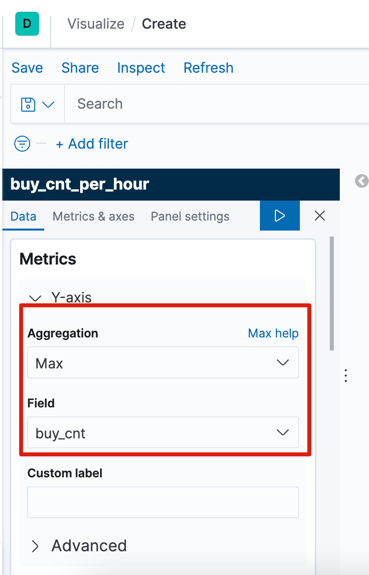 D Visualize / Create
Save Share Inspect Refresh
Search
+ Add filter
buy_cnt_per_hour
Data Metrics & axes Panel settings
Metrics
Y-axis
Aggregation Max help
Max
Field
buy_cnt
Custom label
Advanced